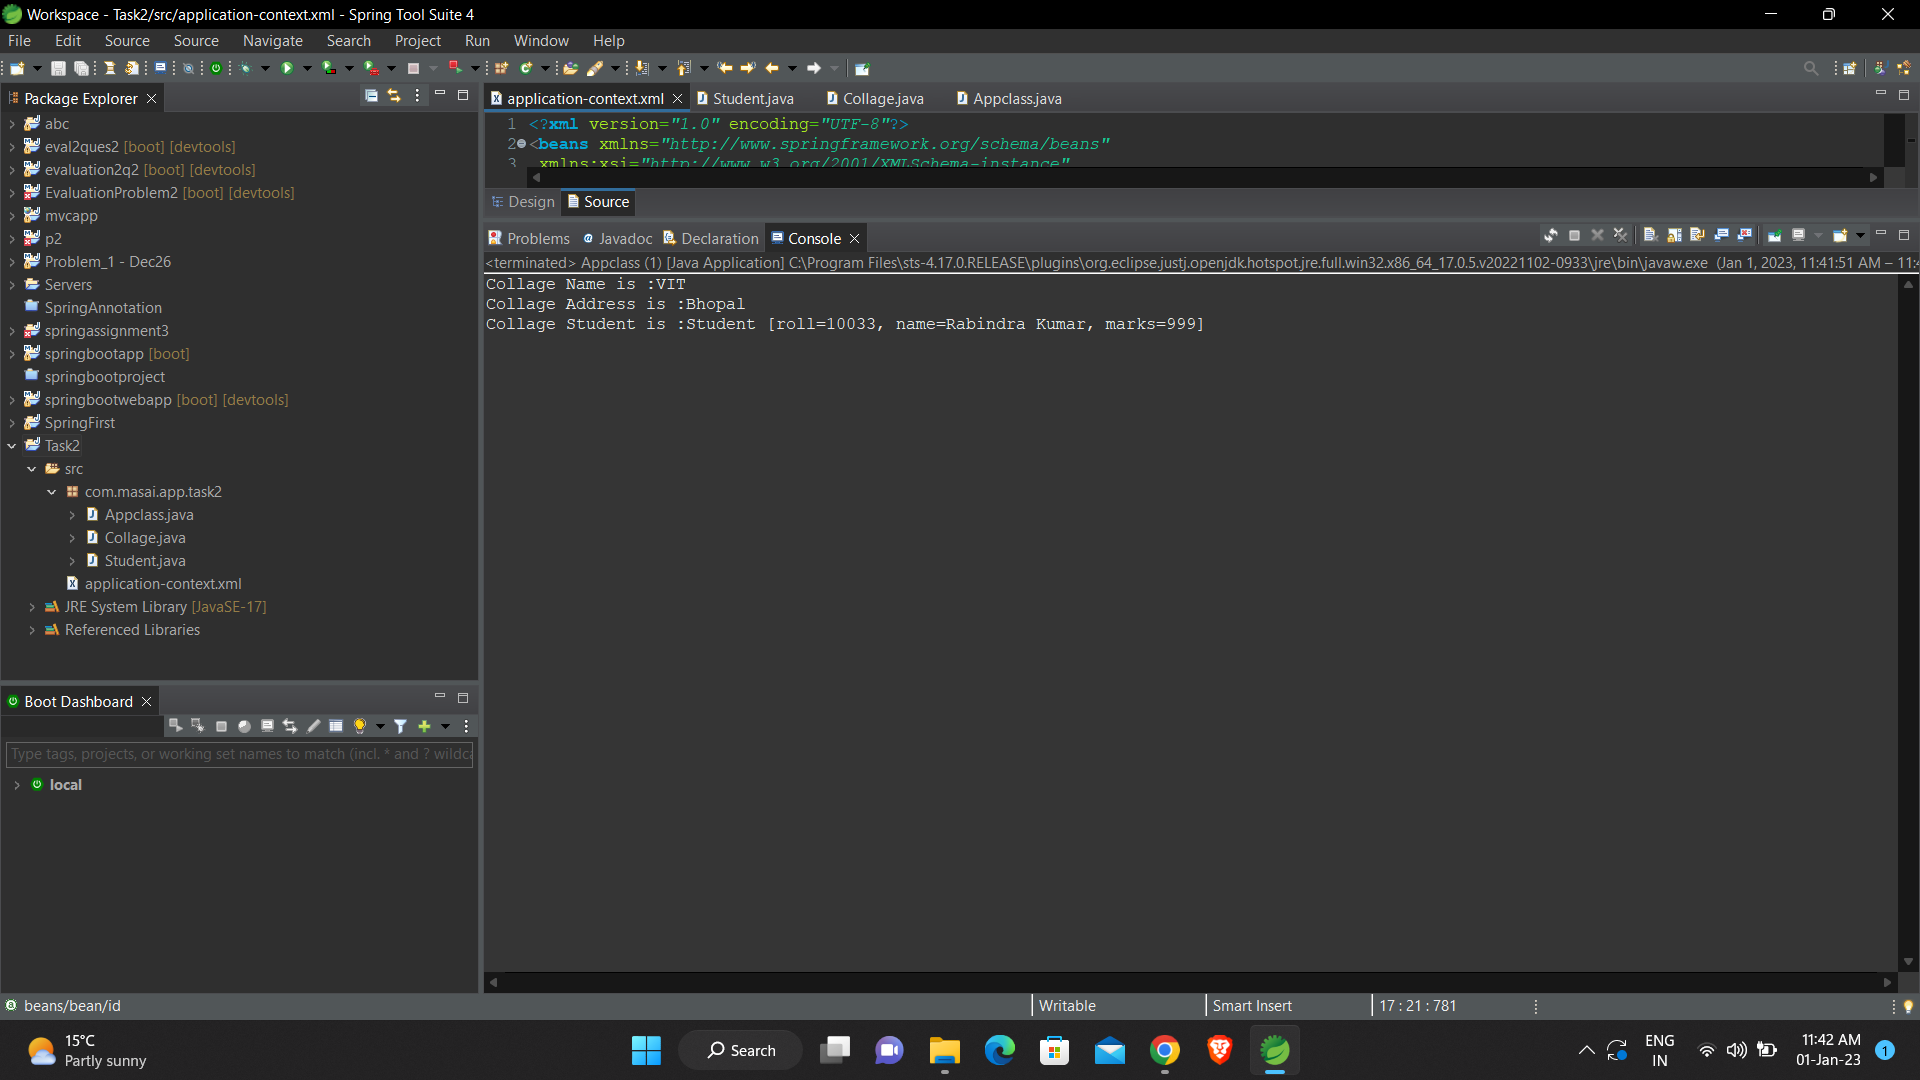 Workspace - Task2/src/application-context.xml - Spring Tool Suite 4
File Edit Source Source Navigate Search Project Run Window Help
Package Explorer
abc
eval2ques2 [boot] [devtools]
evaluation2q2 [boot] [devtools]
EvaluationProblem2 [boot] [devtools]
mvcapp
p2
Problem_1 - Dec26
Servers
SpringAnnotation
springassignment3
springbootapp [boot]
springbootproject
springbootwebapp [boot] [devtools]
SpringFirst
Task2
src
com.masai.app.task2
Appclass.java
Collage.java
Student.java
application-context.xml
JRE System Library [JavaSE-17]
Referenced Libraries
Boot Dashboard
Type tags, projects, or working set names to match (incl. * and ? wildca
local
application-context.xml Student.java Collage.java Appclass.java
1 <?xml version="1.0" encoding="UTF-8"?>
2 <beans xmlns="http://www.springframework.org/schema/beans"
3 xmlns:xsi="http://www.w3.org/2001/XMLSchema-instance"
Design Source
Problems Javadoc Declaration Console
<terminated> Appclass (1) [Java Application] C:\Program Files\sts-4.17.0.RELEASE\plugins\org.eclipse.justj.openjdk.hotspot.jre.full.win32.x86_64_17.0.5.v20221102-0933\jre\bin\javaw.exe (Jan 1, 2023, 11:41:51 AM – 11:4
Collage Name is :VIT
Collage Address is :Bhopal
Collage Student is :Student [roll=10033, name=Rabindra Kumar, marks=999]
beans/bean/id Writable Smart Insert 17 : 21 : 781
15°C
Partly sunny
Search
ENG
IN
11:42 AM
01-Jan-23
1